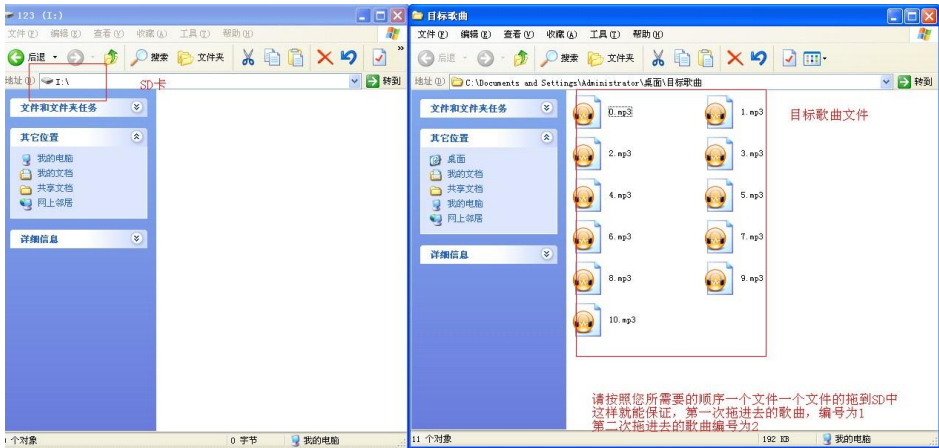 123 (I:)
文件(F) 编辑(E) 查看(V) 收藏(A) 工具(T) 帮助(H)
后退 搜索 文件夹 »
地址(D) I:\ 转到
SD卡
文件和文件夹任务
其它位置
我的电脑
我的文档
共享文档
网上邻居
详细信息
个对象 0 字节 我的电脑
目标歌曲
文件(F) 编辑(E) 查看(V) 收藏(A) 工具(T) 帮助(H)
后退 搜索 文件夹
地址(D) C:\Documents and Settings\Administrator\桌面\目标歌曲 转到
文件和文件夹任务
其它位置
桌面
我的文档
共享文档
我的电脑
网上邻居
详细信息
0.mp3 1.mp3
2.mp3 3.mp3
4.mp3 5.mp3
6.mp3 7.mp3
8.mp3 9.mp3
10.mp3
目标歌曲文件
请按照您所需要的顺序一个文件一个文件的拖到SD中
这样就能保证，第一次拖进去的歌曲，编号为1
第二次拖进去的歌曲编号为2
11 个对象 192 KB 我的电脑